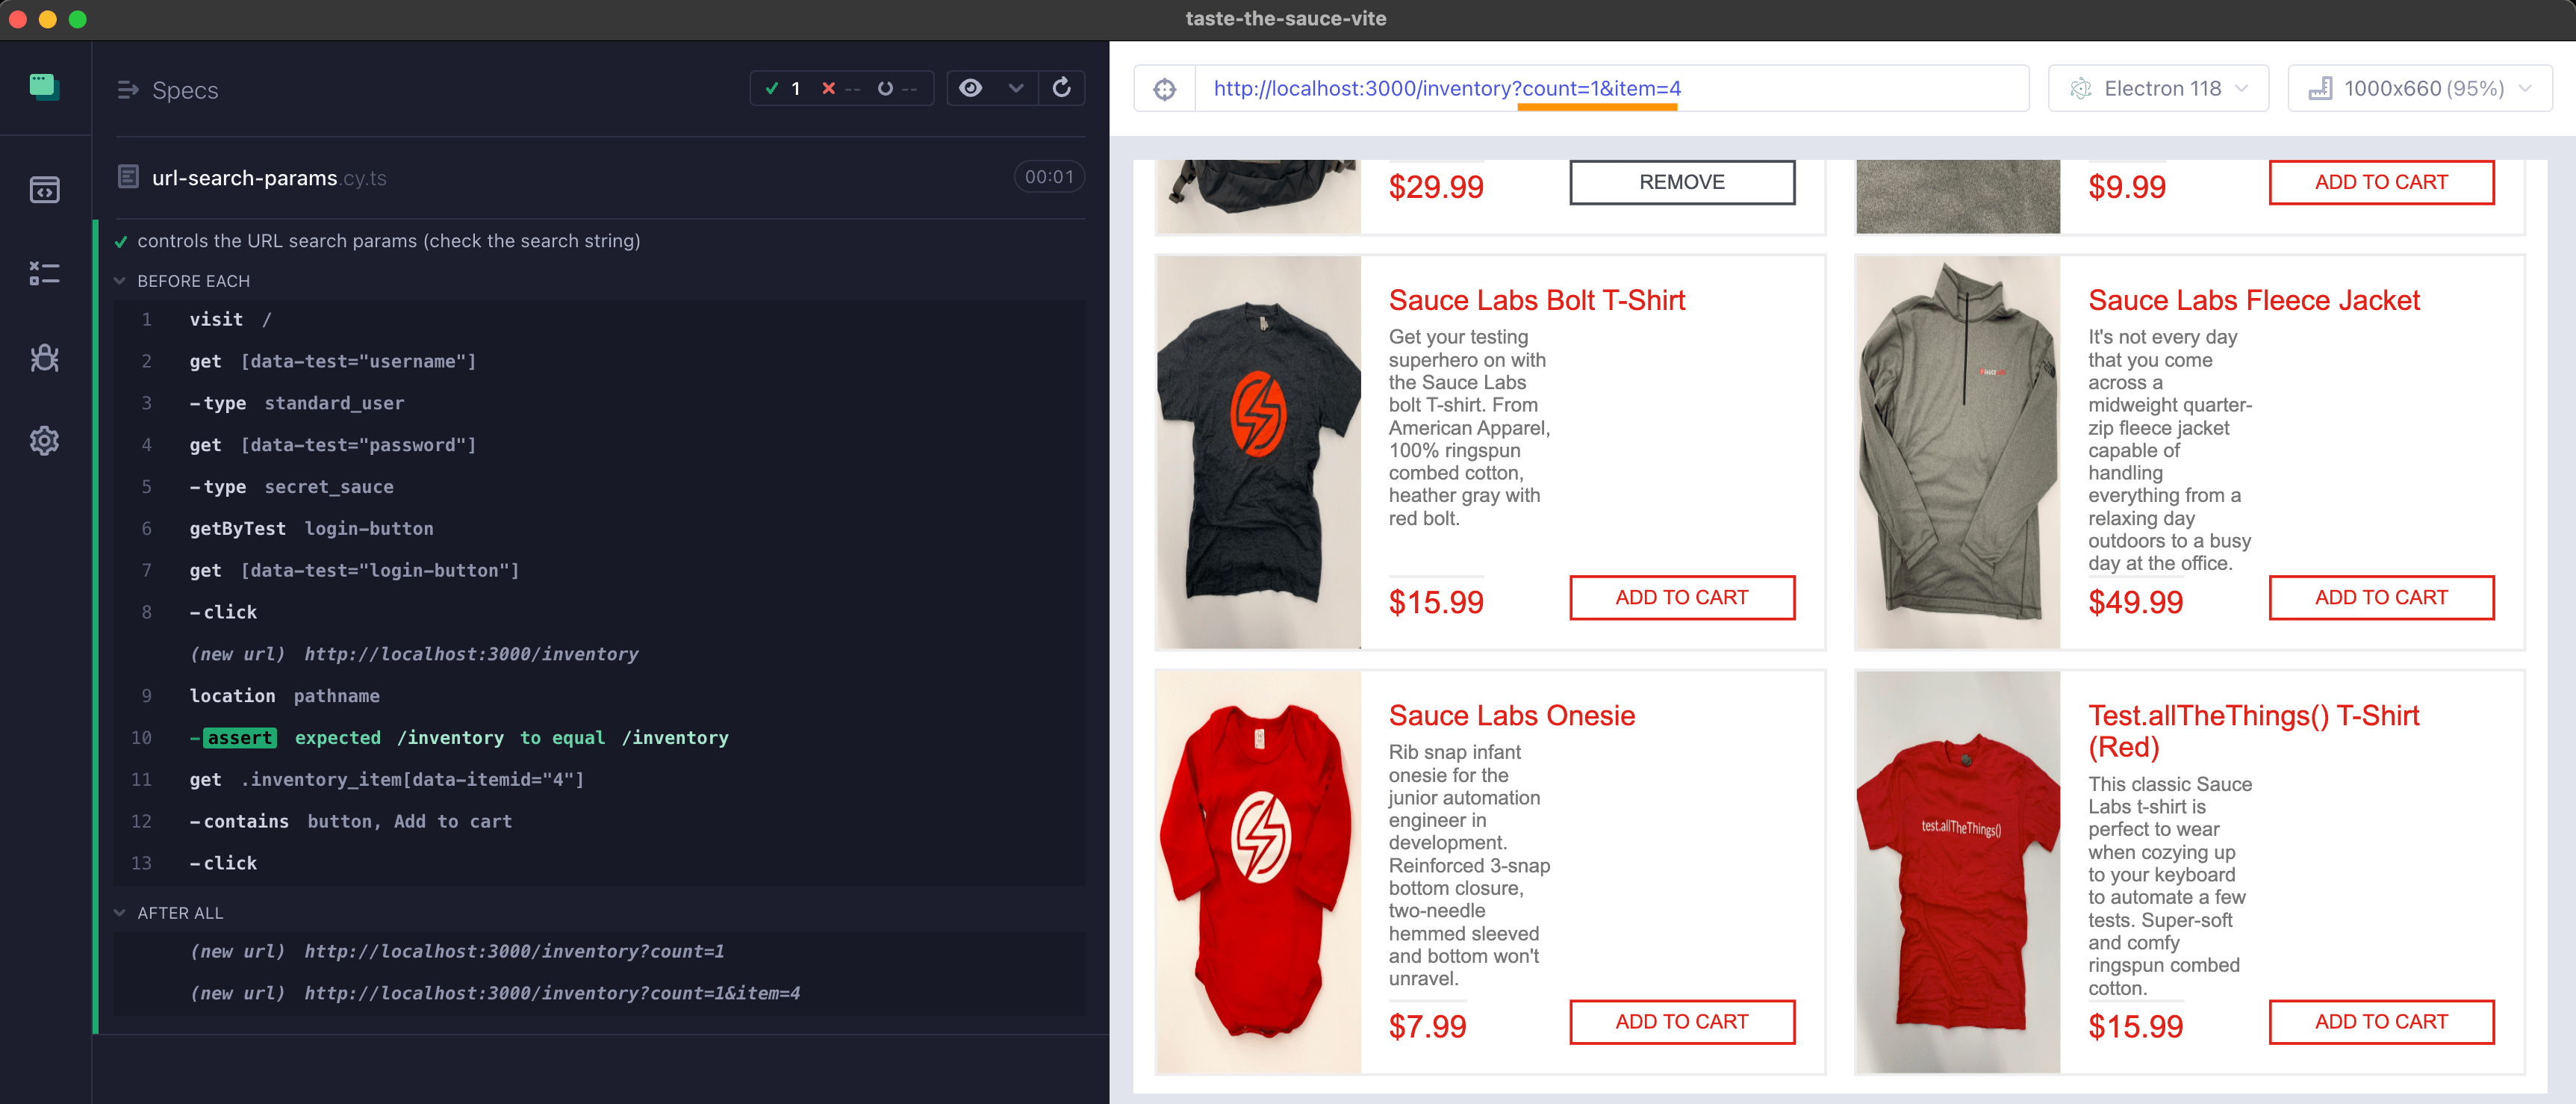 taste-the-sauce-vite
Specs
1 -- --
url-search-params.cy.ts
00:01
controls the URL search params (check the search string)
BEFORE EACH
1 visit /
2 get [data-test="username"]
3 -type standard_user
4 get [data-test="password"]
5 -type secret_sauce
6 getByTest login-button
7 get [data-test="login-button"]
8 -click
(new url) http://localhost:3000/inventory
9 location pathname
10 -assert expected /inventory to equal /inventory
11 get .inventory_item[data-itemid="4"]
12 -contains button, Add to cart
13 -click
AFTER ALL
(new url) http://localhost:3000/inventory?count=1
(new url) http://localhost:3000/inventory?count=1&item=4
http://localhost:3000/inventory?count=1&item=4
Electron 118
1000x660 (95%)
$29.99
REMOVE
$9.99
ADD TO CART
Sauce Labs Bolt T-Shirt
Get your testing
superhero on with
the Sauce Labs
bolt T-shirt. From
American Apparel,
100% ringspun
combed cotton,
heather gray with
red bolt.
$15.99
ADD TO CART
Sauce Labs Fleece Jacket
It's not every day
that you come
across a
midweight quarter-
zip fleece jacket
capable of
handling
everything from a
relaxing day
outdoors to a busy
day at the office.
$49.99
ADD TO CART
Sauce Labs Onesie
Rib snap infant
onesie for the
junior automation
engineer in
development.
Reinforced 3-snap
bottom closure,
two-needle
hemmed sleeved
and bottom won't
unravel.
$7.99
ADD TO CART
test.allTheThings()
Test.allTheThings() T-Shirt
(Red)
This classic Sauce
Labs t-shirt is
perfect to wear
when cozying up
to your keyboard
to automate a few
tests. Super-soft
and comfy
ringspun combed
cotton.
$15.99
ADD TO CART